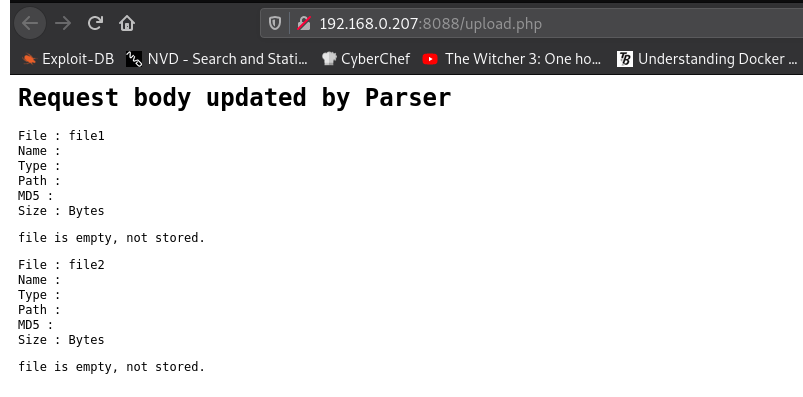 192.168.0.207:8088/upload.php
Exploit-DB NVD - Search and Stati... CyberChef The Witcher 3: One ho... Understanding Docker ...
Request body updated by Parser
File : file1
Name :
Type :
Path :
MD5 :
Size : Bytes
file is empty, not stored.
File : file2
Name :
Type :
Path :
MD5 :
Size : Bytes
file is empty, not stored.